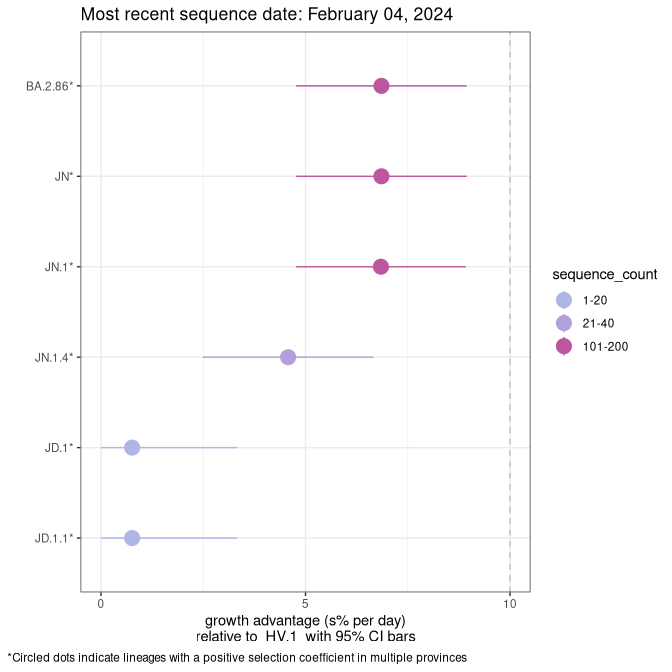 Most recent sequence date: February 04, 2024
BA.2.86*
JN*
JN.1*
JN.1.4*
JD.1*
JD.1.1*
0 5 10
growth advantage (s% per day)
relative to HV.1 with 95% CI bars
sequence_count
1-20
21-40
101-200
*Circled dots indicate lineages with a positive selection coefficient in multiple provinces